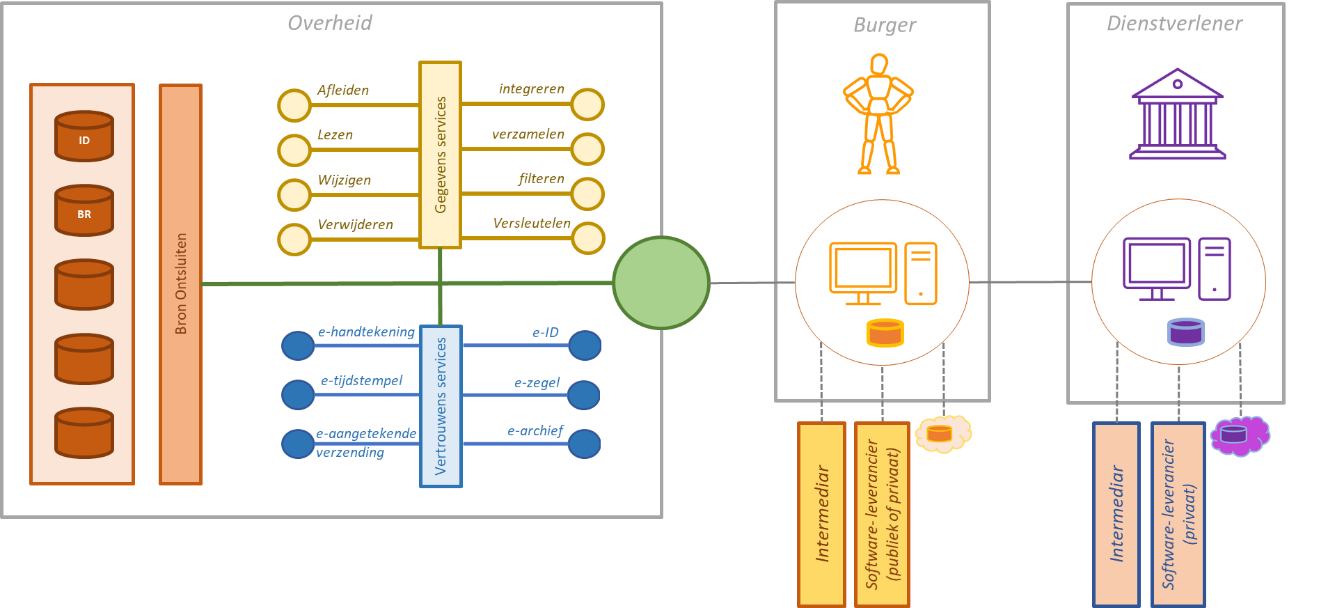 Overheid
ID
BR
Bron Ontsluiten
Afleiden
Lezen
Wijzigen
Verwijderen
Gegevens services
integreren
verzamelen
filteren
Versleutelen
e-handtekening
e-tijdstempel
e-aangetekende
verzending
Vertrouwens services
e-ID
e-zegel
e-archief
Burger
Intermediar
Software- leverancier
(publiek of privaat)
Dienstverlener
Intermediar
Software- leverancier
(privaat)